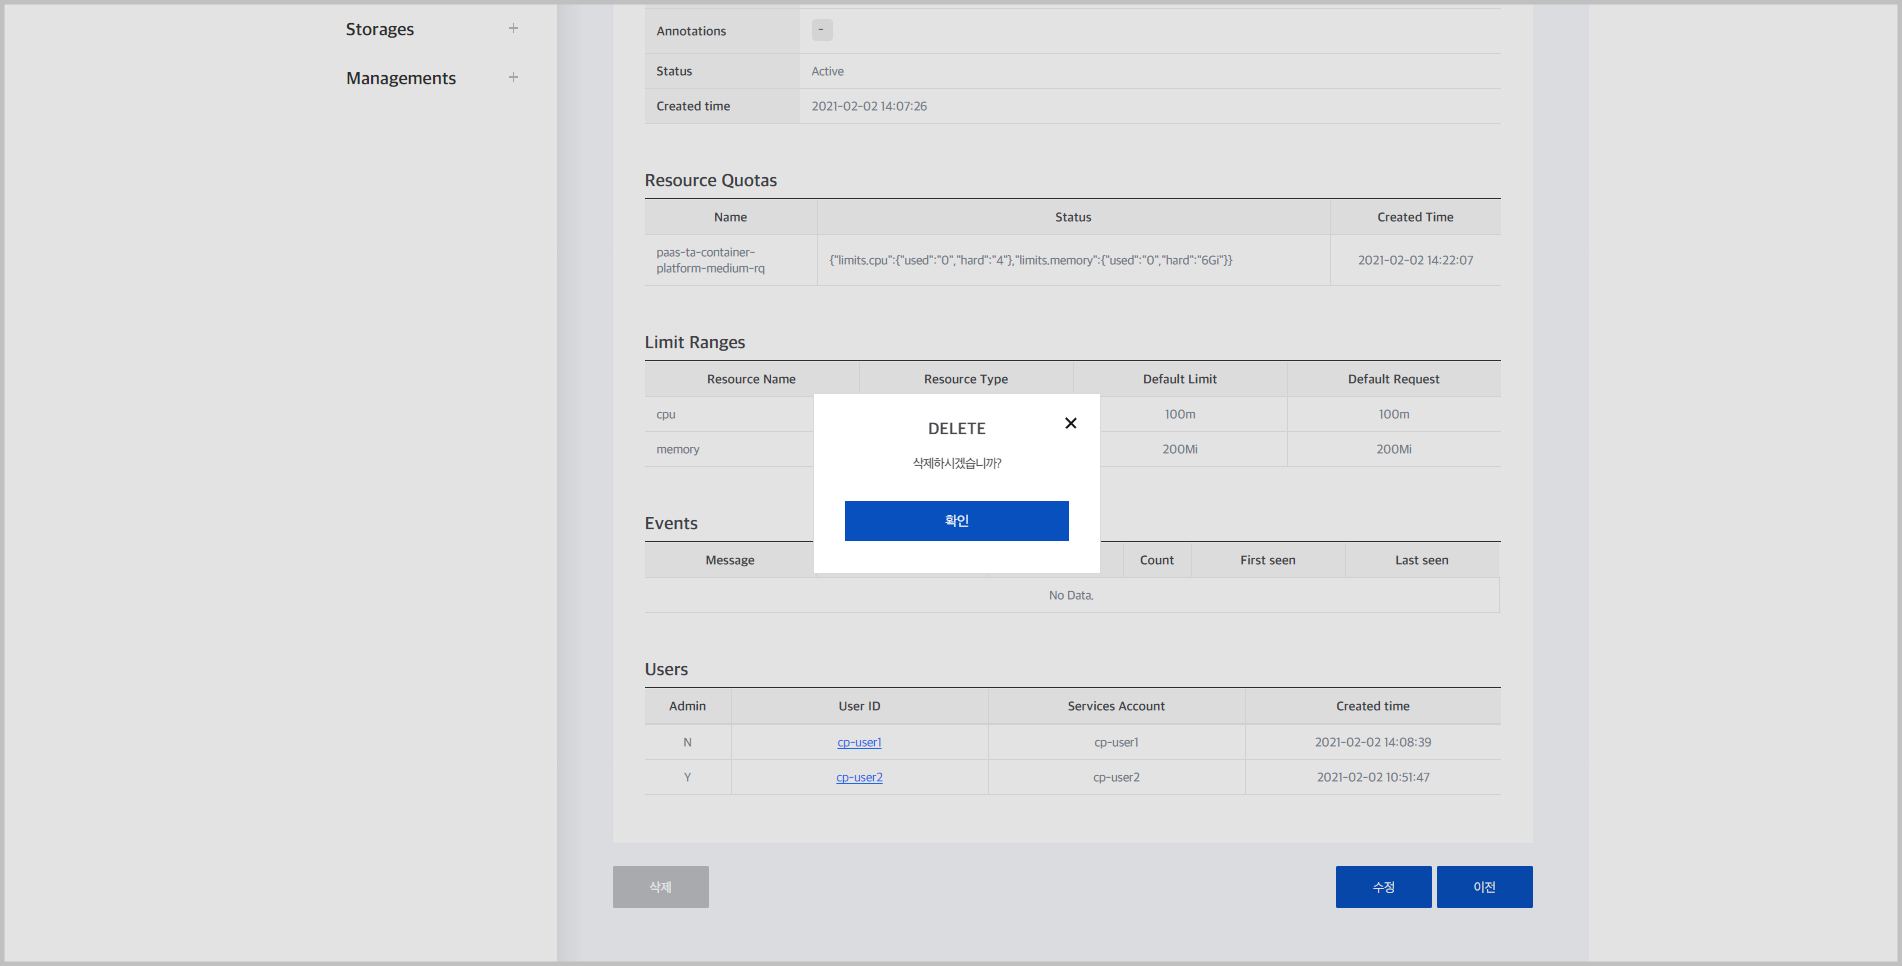 Storages
Managements
Annotations -
Status Active
Created time 2021-02-02 14:07:26
Resource Quotas
Name Status Created Time
paas-ta-container-
platform-medium-rq
{"limits.cpu":{"used":"0","hard":"4"},"limits.memory":{"used":"0","hard":"6Gi"}} 2021-02-02 14:22:07
Limit Ranges
Resource Name Resource Type Default Limit Default Request
cpu 100m 100m
memory 200Mi 200Mi
DELETE
삭제하시겠습니까?
확인
Events
Message Count First seen Last seen
No Data.
Users
Admin User ID Services Account Created time
N cp-user1 cp-user1 2021-02-02 14:08:39
Y cp-user2 cp-user2 2021-02-02 10:51:47
삭제 수정 이전